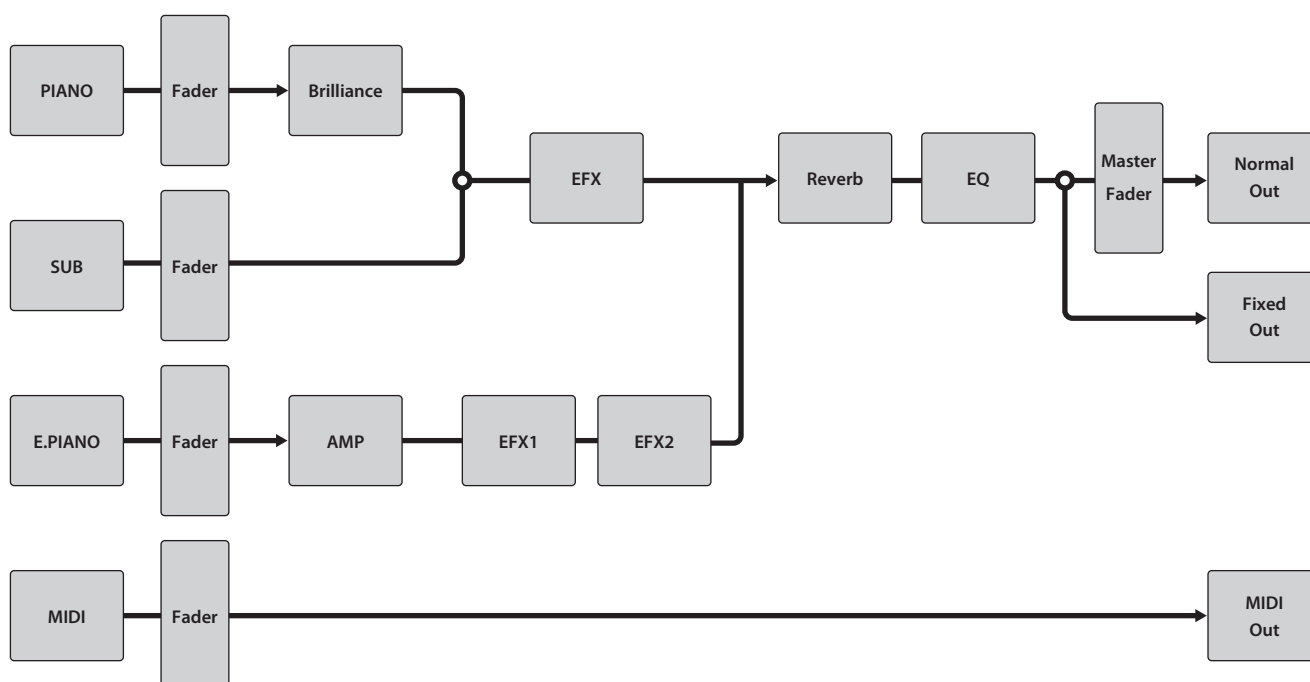 PIANO
Fader
Brilliance
EFX
Reverb
EQ
Master
Fader
Normal
Out
SUB
Fader
Fixed
Out
E.PIANO
Fader
AMP
EFX1
EFX2
MIDI
Fader
MIDI
Out